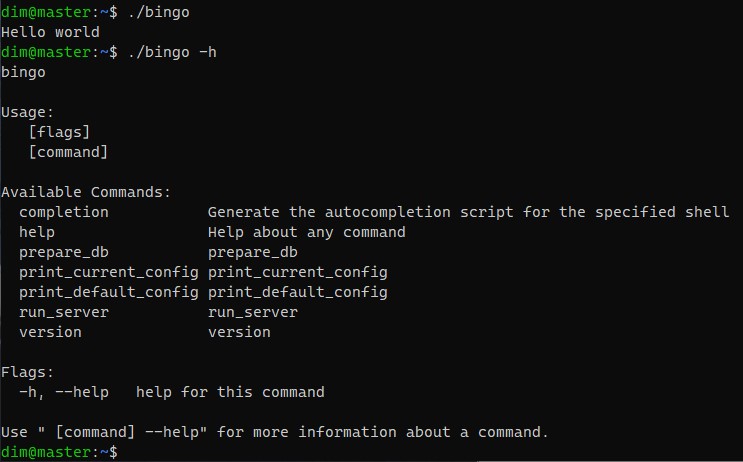 dim@master:~$ ./bingo
Hello world
dim@master:~$ ./bingo -h
bingo

Usage:
   [flags]
   [command]

Available Commands:
  completion           Generate the autocompletion script for the specified shell
  help                 Help about any command
  prepare_db           prepare_db
  print_current_config print_current_config
  print_default_config print_default_config
  run_server           run_server
  version              version

Flags:
  -h, --help   help for this command

Use " [command] --help" for more information about a command.
dim@master:~$